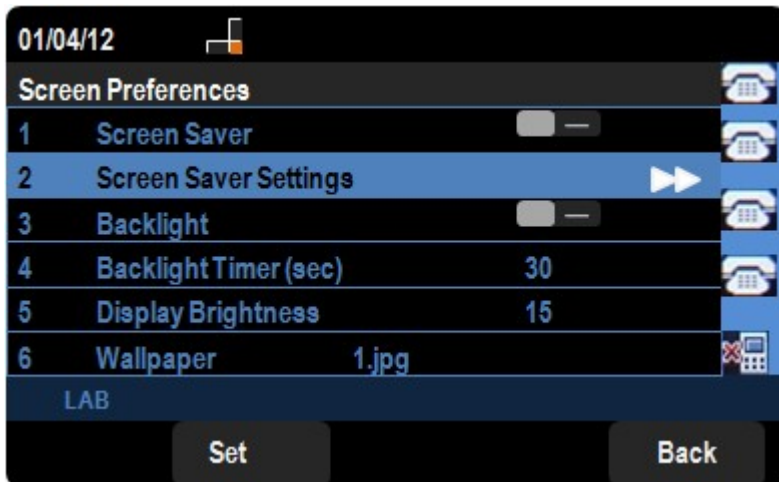 01/04/12
Screen Preferences
1 Screen Saver
2 Screen Saver Settings
3 Backlight
4 Backlight Timer (sec) 30
5 Display Brightness 15
6 Wallpaper 1.jpg
LAB
Set Back